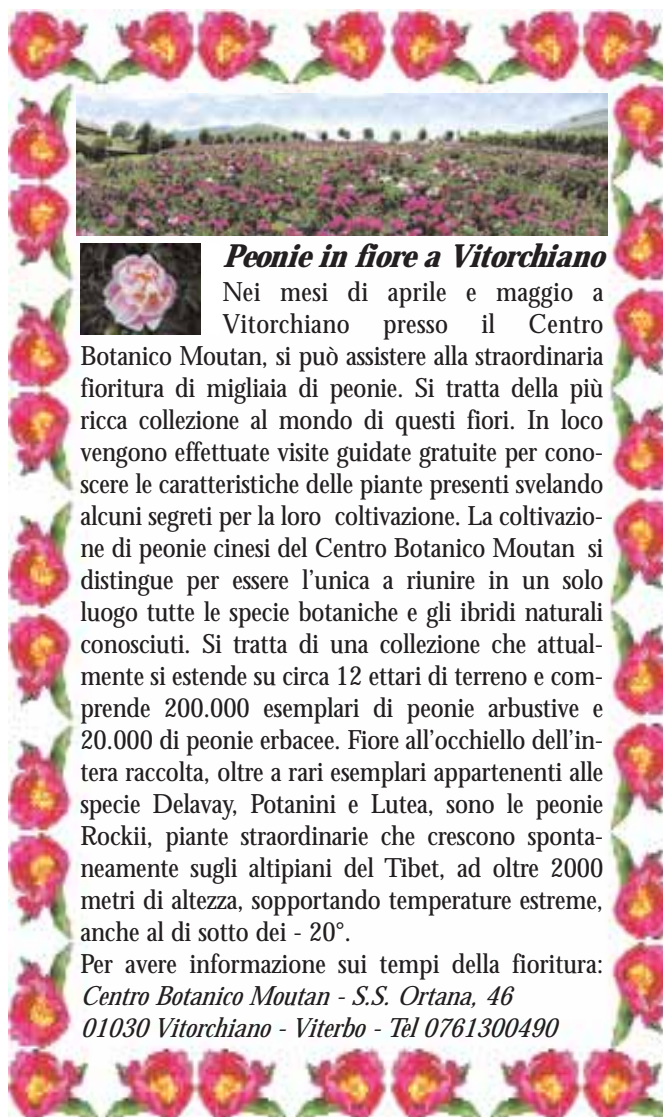 Peonie in fiore a Vitorchiano
Nei mesi di aprile e maggio a
Vitorchiano presso il Centro
Botanico Moutan, si può assistere alla straordinaria
fioritura di migliaia di peonie. Si tratta della più
ricca collezione al mondo di questi fiori. In loco
vengono effettuate visite guidate gratuite per cono-
scere le caratteristiche delle piante presenti svelando
alcuni segreti per la loro coltivazione. La coltivazio-
ne di peonie cinesi del Centro Botanico Moutan si
distingue per essere l'unica a riunire in un solo
luogo tutte le specie botaniche e gli ibridi naturali
conosciuti. Si tratta di una collezione che attual-
mente si estende su circa 12 ettari di terreno e com-
prende 200.000 esemplari di peonie arbustive e
20.000 di peonie erbacee. Fiore all'occhiello dell'in-
tera raccolta, oltre a rari esemplari appartenenti alle
specie Delavay, Potanini e Lutea, sono le peonie
Rockii, piante straordinarie che crescono sponta-
neamente sugli altipiani del Tibet, ad oltre 2000
metri di altezza, sopportando temperature estreme,
anche al di sotto dei - 20°.
Per avere informazione sui tempi della fioritura:
Centro Botanico Moutan - S.S. Ortana, 46
01030 Vitorchiano - Viterbo - Tel 0761300490